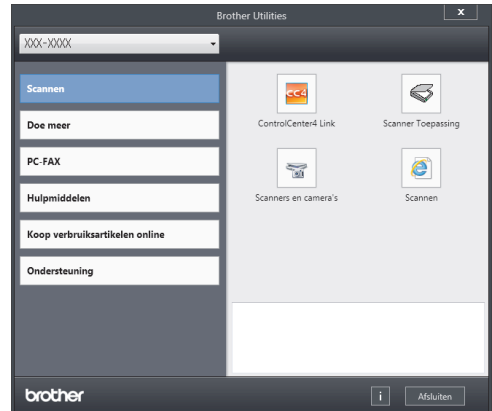 Brother Utilities
x
XXX-XXXX
Scannen
Doe meer
PC-FAX
Hulpmiddelen
Koop verbruiksartikelen online
Ondersteuning
CC4
ControlCenter4 Link
Scanner Toepassing
Scanners en camera's
Scannen
brother
i
Afsluiten